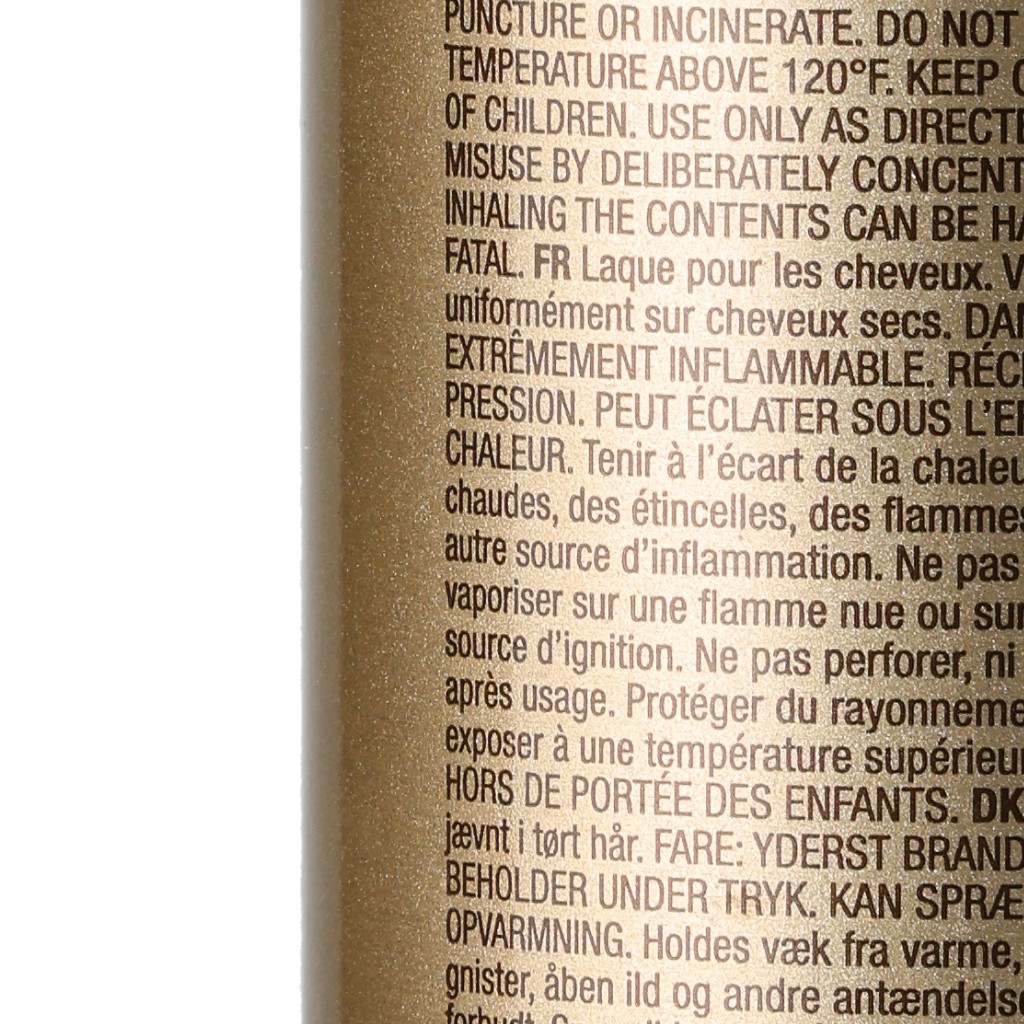 PUNCTURE OR INCINERATE. DO NOT
TEMPERATURE ABOVE 120°F. KEEP
OF CHILDREN. USE ONLY AS DIRECT
MISUSE BY DELIBERATELY CONCENT
INHALING THE CONTENTS CAN BE HA
FATAL. FR Laque pour les cheveux. V
uniformément sur cheveux secs. DA
EXTRÊMEMENT INFLAMMABLE. RÉC
PRESSION. PEUT ÉCLATER SOUS L'E
CHALEUR. Tenir à l'écart de la chaleu
chaudes, des étincelles, des flammes
autre source d'inflammation. Ne pas
vaporiser sur une flamme nue ou sur
source d'ignition. Ne pas perforer, ni
après usage. Protéger du rayonneme
exposer à une température supérieur
HORS DE PORTÉE DES ENFANTS. DK
jævnt i tørt hår. FARE: YDERST BRAND
BEHOLDER UNDER TRYK. KAN SPRÆ
OPVARMNING. Holdes væk fra varme,
gnister, åben ild og andre antændelse
forbudt.